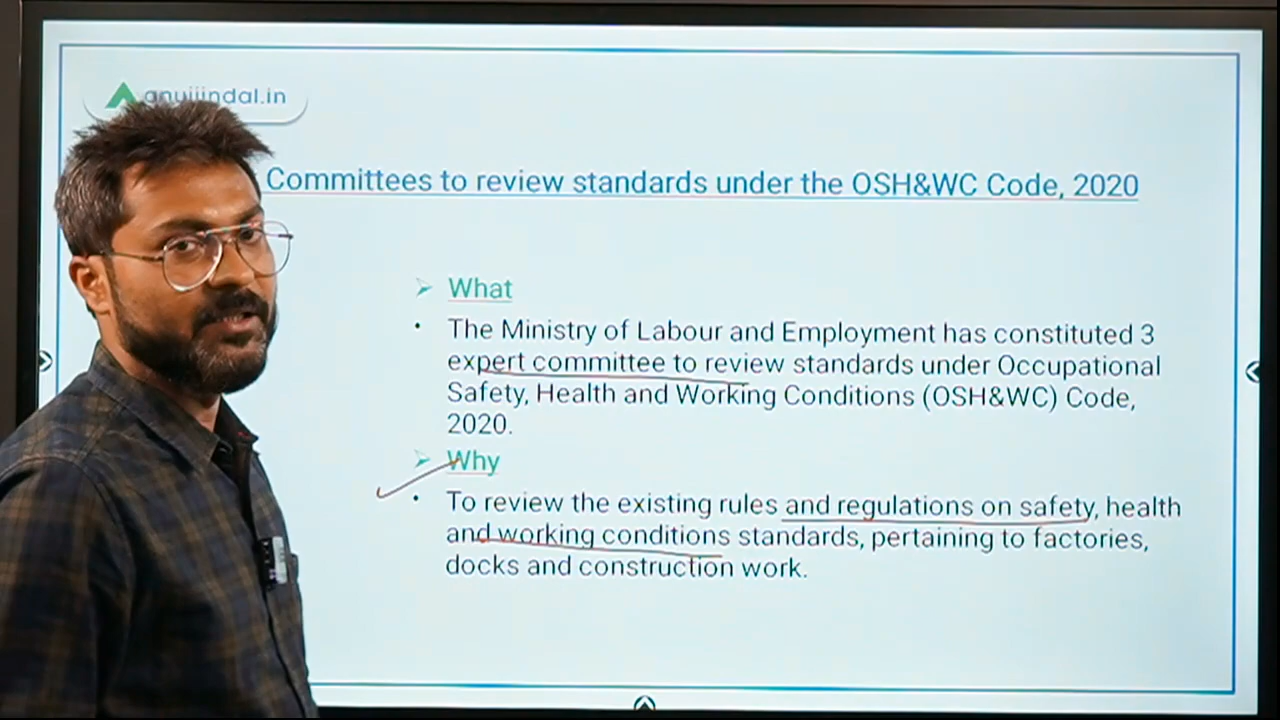 anujjindal.in
Committees to review standards under the OSH&WC Code, 2020
What
The Ministry of Labour and Employment has constituted 3
expert committee to review standards under Occupational
Safety, Health and Working Conditions (OSH&WC) Code,
2020.
Why
To review the existing rules and regulations on safety, health
and working conditions standards, pertaining to factories,
docks and construction work.